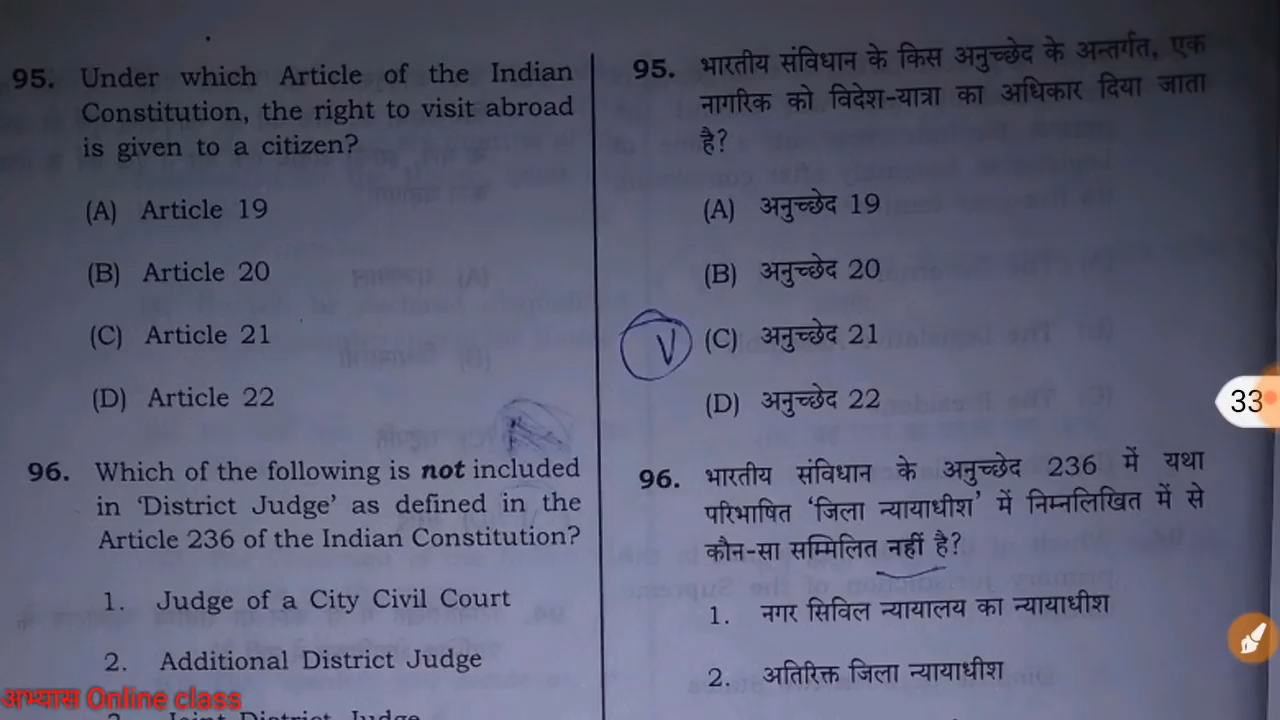 95. Under which Article of the Indian
Constitution, the right to visit abroad
is given to a citizen?
(A) Article 19
(B) Article 20
(C) Article 21
(D) Article 22
96. Which of the following is not included
in ‘District Judge’ as defined in the
Article 236 of the Indian Constitution?
1. Judge of a City Civil Court
2. Additional District Judge
95. भारतीय संविधान के किस अनुच्छेद के अन्तर्गत, एक
नागरिक को विदेश-यात्रा का अधिकार दिया जाता
है?
(A) अनुच्छेद 19
(B) अनुच्छेद 20
(C) अनुच्छेद 21
(D) अनुच्छेद 22
96. भारतीय संविधान के अनुच्छेद 236 में यथा
परिभाषित ‘जिला न्यायाधीश’ में निम्नलिखित में से
कौन-सा सम्मिलित नहीं है?
1. नगर सिविल न्यायालय का न्यायाधीश
2. अतिरिक्त जिला न्यायाधीश
33
अभ्यास Online class